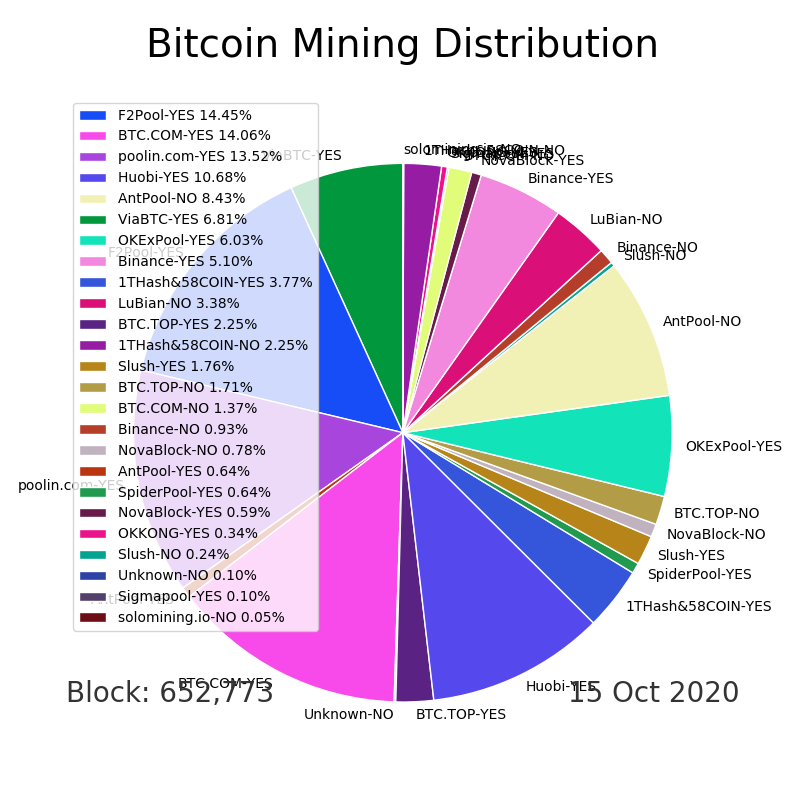 Bitcoin Mining Distribution
F2Pool-YES 14.45%
BTC.COM-YES 14.06%
poolin.com-YES 13.52%
Huobi-YES 10.68%
AntPool-NO 8.43%
ViaBTC-YES 6.81%
OKExPool-YES 6.03%
Binance-YES 5.10%
1THash&58COIN-YES 3.77%
LuBian-NO 3.38%
BTC.TOP-YES 2.25%
1THash&58COIN-NO 2.25%
Slush-YES 1.76%
BTC.TOP-NO 1.71%
BTC.COM-NO 1.37%
Binance-NO 0.93%
NovaBlock-NO 0.78%
AntPool-YES 0.64%
SpiderPool-YES 0.64%
NovaBlock-YES 0.59%
OKKONG-YES 0.34%
Slush-NO 0.24%
Unknown-NO 0.10%
Sigmapool-YES 0.10%
solomining.io-NO 0.05%
NovaBlock-YES
Binance-YES
LuBian-NO
Binance-NO
Slush-NO
AntPool-NO
OKExPool-YES
BTC.TOP-NO
NovaBlock-NO
Slush-YES
SpiderPool-YES
1THash&58COIN-YES
Huobi-YES
BTC.TOP-YES
Unknown-NO
BTC.COM-YES
AntPool-YES
poolin.com-YES
F2Pool-YES
BTC-YES
Block: 652,773
15 Oct 2020